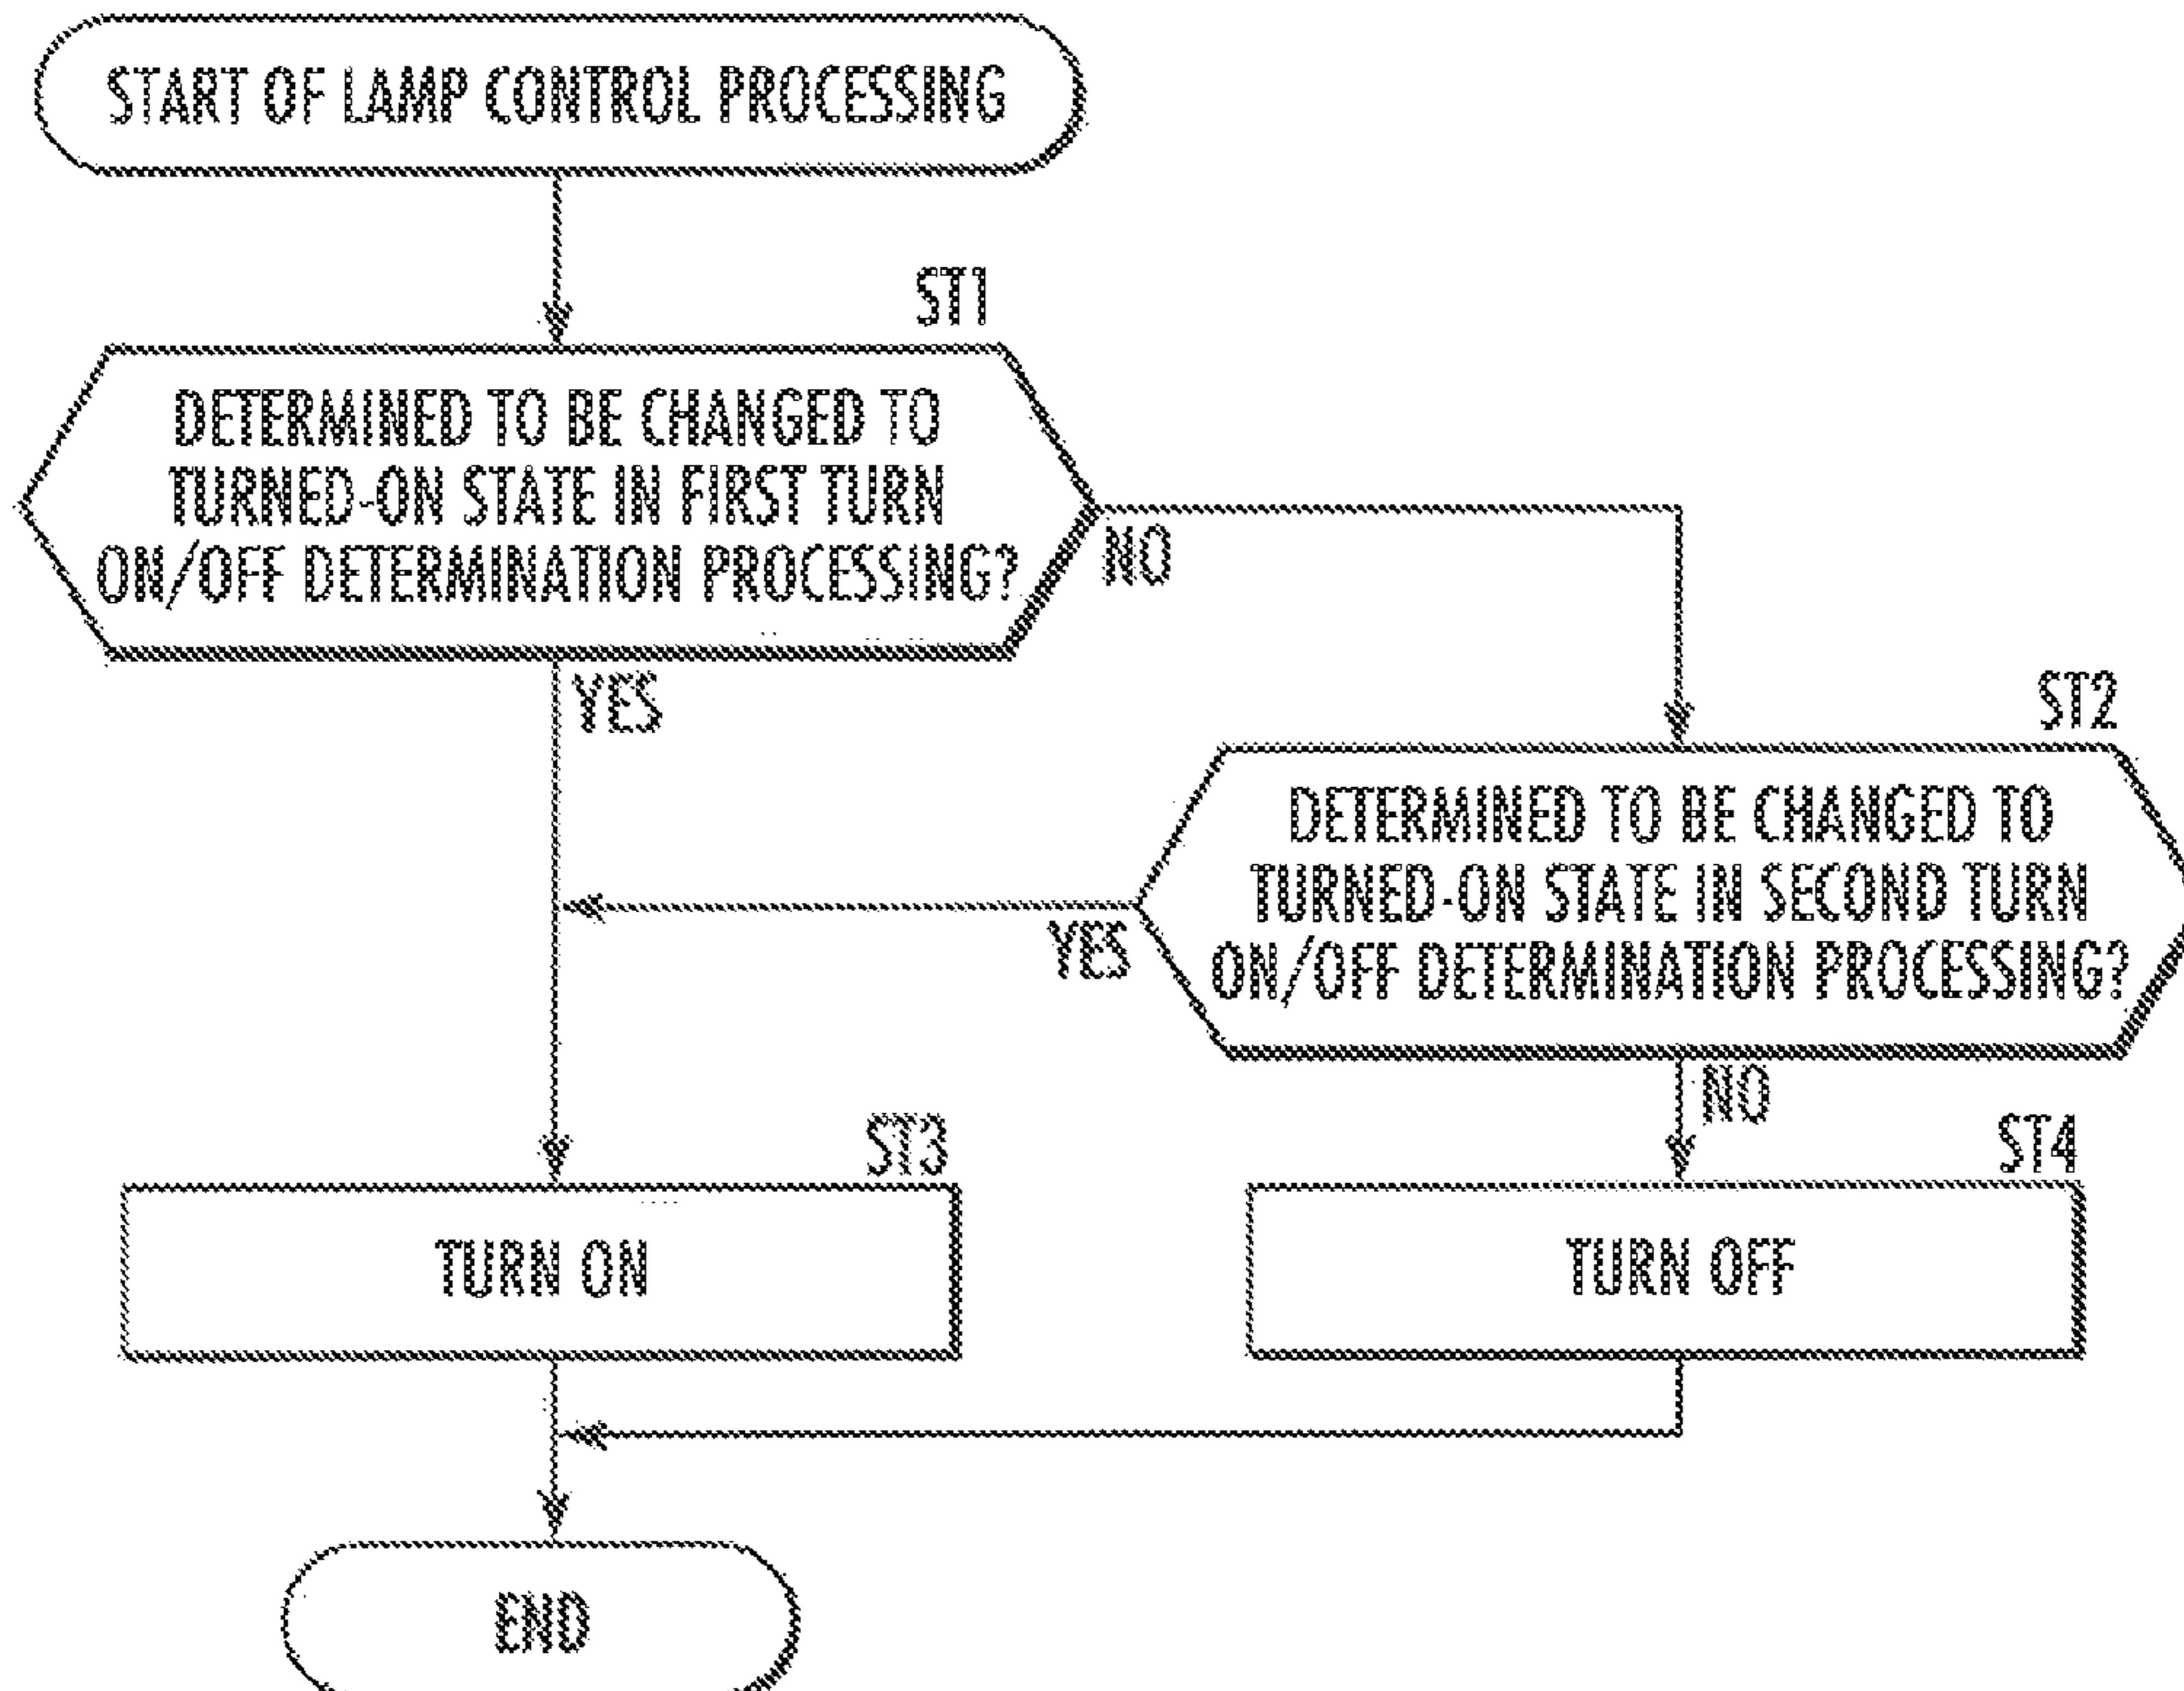 START OF LAMP CONTROL PROCESSING
ST1
DETERMINED TO BE CHANGED TO
TURNED-ON STATE IN FIRST TURN
ON/OFF DETERMINATION PROCESSING?
NO
YES
ST2
DETERMINED TO BE CHANGED TO
TURNED-ON STATE IN SECOND TURN
ON/OFF DETERMINATION PROCESSING?
YES
NO
ST3
TURN ON
ST4
TURN OFF
END